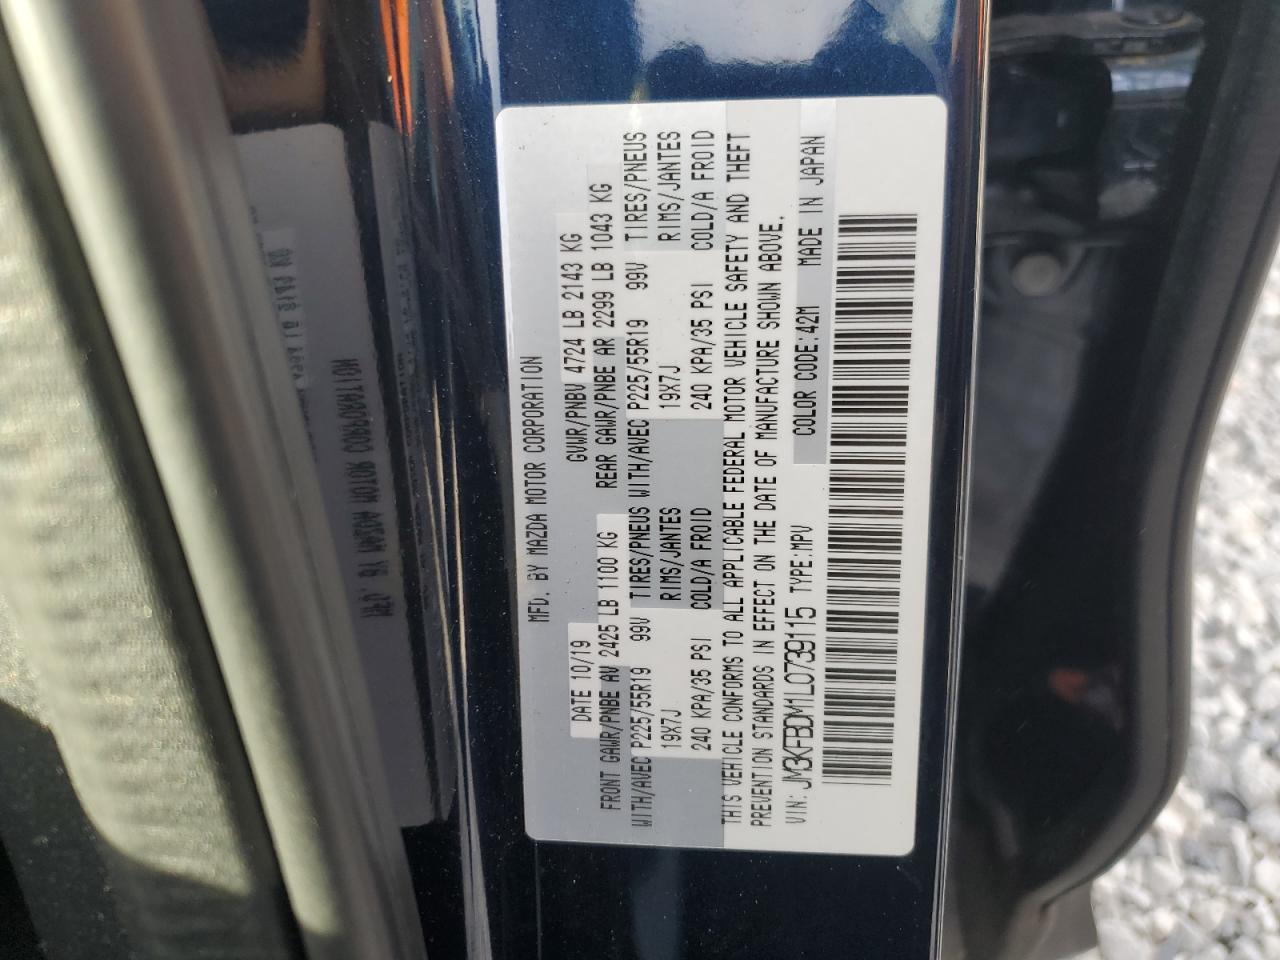 MFD. BY MAZDA MOTOR CORPORATION
DATE 10/19 GVWR/PNBV 4724 LB 2143 KG
FRONT GAWR/PNBE AV 2425 LB 1100 KG REAR GAWR/PNBE AR 2299 LB 1043 KG
WITH/AVEC P225/55R19 99V TIRES/PNEUS WITH/AVEC P225/55R19 99V TIRES/PNEUS
19X7J RIMS/JANTES 19X7J RIMS/JANTES
240 KPA/35 PSI COLD/A FROID 240 KPA/35 PSI COLD/A FROID
THIS VEHICLE CONFORMS TO ALL APPLICABLE FEDERAL MOTOR VEHICLE SAFETY AND THEFT
PREVENTION STANDARDS IN EFFECT ON THE DATE OF MANUFACTURE SHOWN ABOVE.
VIN: JM3KFBDM1L0739115 TYPE:MPV COLOR CODE:42M MADE IN JAPAN